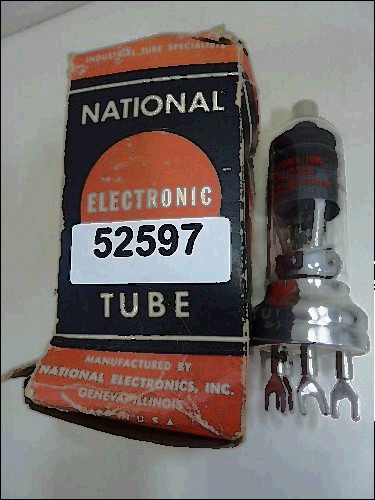 INDUSTRIAL TUBE SPECIALISTS
NATIONAL
ELECTRONIC
52597
TUBE
MANUFACTURED BY
NATIONAL ELECTRONICS, INC.
GENEVA, ILLINOIS
U S A